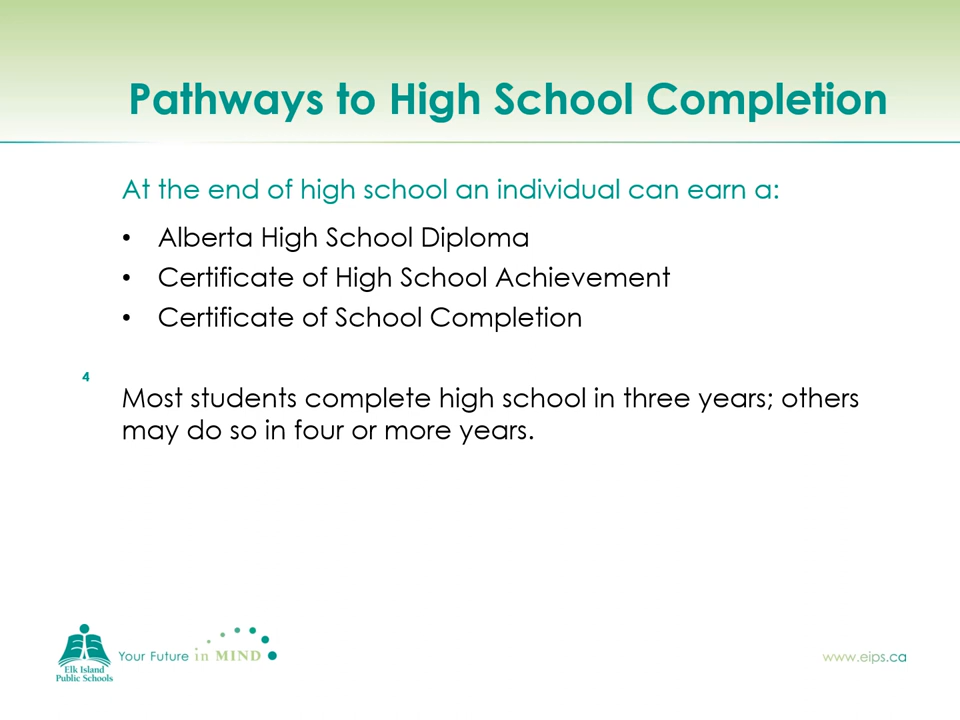 Pathways to High School Completion
At the end of high school an individual can earn a:
• Alberta High School Diploma
• Certificate of High School Achievement
• Certificate of School Completion
4
Most students complete high school in three years; others
may do so in four or more years.
Elk Island
Public Schools
Your Future in MIND
www.eips.ca